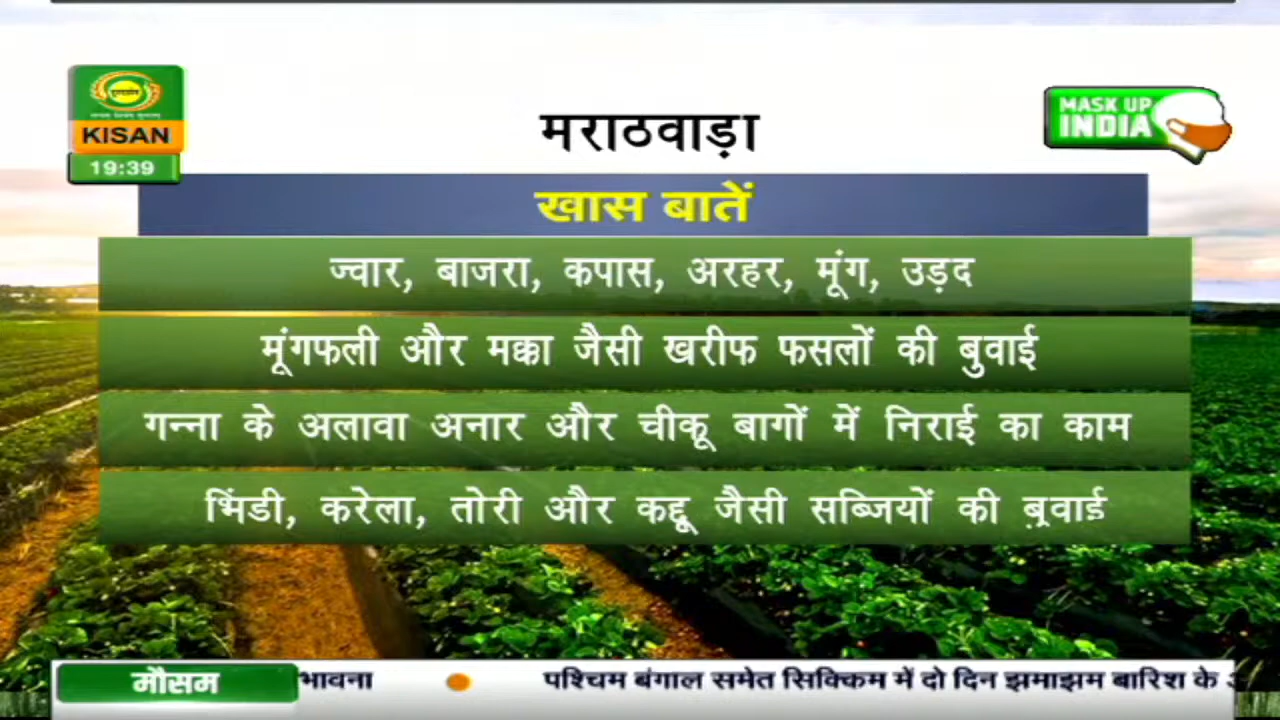 मराठवाड़ा
KISAN
19:39
MASK UP
INDIA
खास बातें
ज्वार, बाजरा, कपास, अरहर, मूंग, उड़द
मूंगफली और मक्का जैसी खरीफ फसलों की बुवाई
गन्ना के अलावा अनार और चीकू बागों में निराई का काम
भिंडी, करेला, तोरी और कद्दू जैसी सब्जियों की बुवाई
मौसम
भावना
पश्चिम बंगाल समेत सिक्किम में दो दिन झमाझम बारिश के